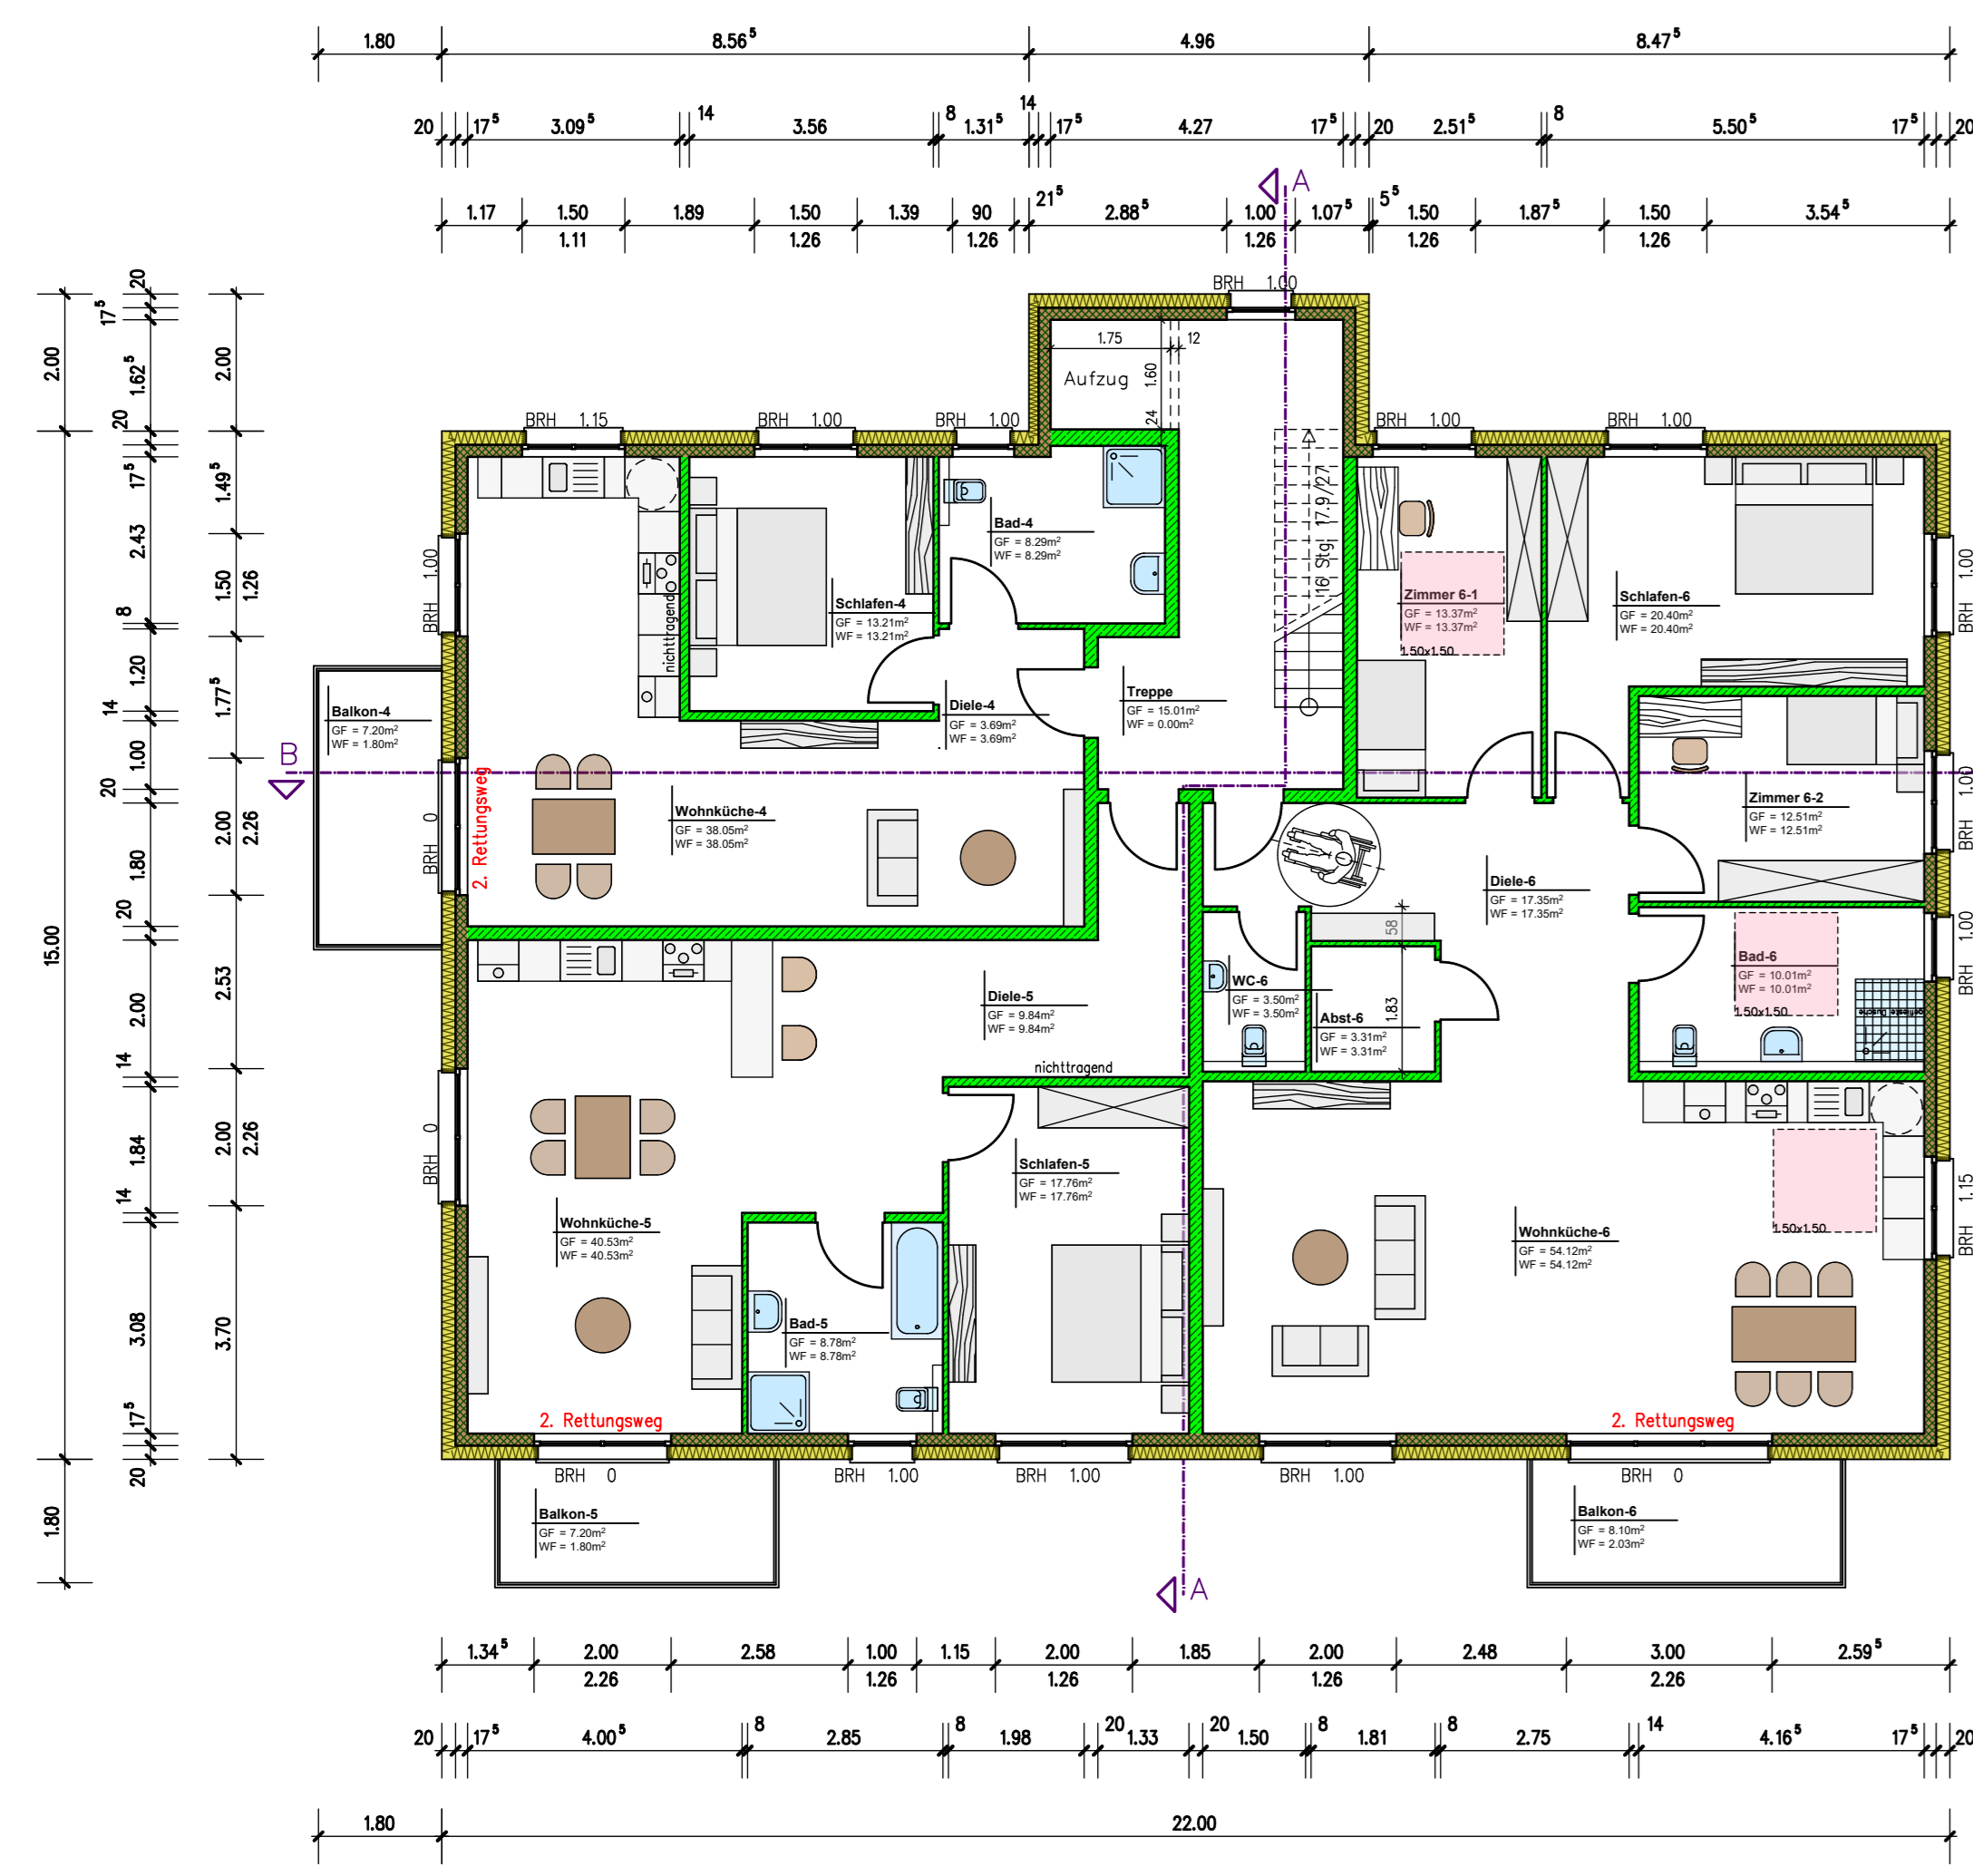 1.80 8.56⁵ 4.96 8.47⁵
20 17⁵ 3.09⁵ 14 3.56 8 1.31⁵ 14 17⁵ 4.27 17⁵ 20 2.51⁵ 8 5.50⁵ 17⁵ 20
1.17 1.50 1.89 1.50 1.39 90 21⁵ 2.88⁵ 1.00 1.07⁵ 5⁵ 1.50 1.87⁵ 1.50 3.54⁵
1.11 1.26 1.26 1.26 1.26 1.26
A
BRH 1.00
2.00
15.00
1.80
20
17⁵
1.62⁵
20
17⁵
2.43
8
1.20
14
1.00
20
1.80
20
2.00
14
1.84
14
3.08
17⁵
20
2.00
1.49⁵
1.50
1.26
1.77⁵
2.00
2.26
2.53
2.00
2.26
3.70
1.75 12
Aufzug
1.60
24
BRH 1.15
BRH 1.00
BRH 1.00
BRH 1.00
BRH 1.00
16 Stg. 17.9/27
BRH 1.00
nichttragend
Bad-4
GF = 8.29m²
WF = 8.29m²
Schlafen-4
GF = 13.21m²
WF = 13.21m²
Zimmer 6-1
GF = 13.37m²
WF = 13.37m²
1.50x1.50
Schlafen-6
GF = 20.40m²
WF = 20.40m²
BRH 1.00
Balkon-4
GF = 7.20m²
WF = 1.80m²
Diele-4
GF = 3.69m²
WF = 3.69m²
Treppe
GF = 15.01m²
WF = 0.00m²
B
2. Rettungsweg
BRH 0
Wohnküche-4
GF = 38.05m²
WF = 38.05m²
Zimmer 6-2
GF = 12.51m²
WF = 12.51m²
BRH 1.00
Diele-6
GF = 17.35m²
WF = 17.35m²
58
1.83
Diele-5
GF = 9.84m²
WF = 9.84m²
WC-6
GF = 3.50m²
WF = 3.50m²
Abst-6
GF = 3.31m²
WF = 3.31m²
Bad-6
GF = 10.01m²
WF = 10.01m²
1.50x1.50
geflieste Dusche
BRH 1.00
nichttragend
BRH 0
Schlafen-5
GF = 17.76m²
WF = 17.76m²
BRH 1.15
1.50x1.50
Wohnküche-5
GF = 40.53m²
WF = 40.53m²
Wohnküche-6
GF = 54.12m²
WF = 54.12m²
Bad-5
GF = 8.78m²
WF = 8.78m²
2. Rettungsweg
2. Rettungsweg
BRH 0
BRH 1.00
BRH 1.00
BRH 1.00
BRH 0
Balkon-5
GF = 7.20m²
WF = 1.80m²
Balkon-6
GF = 8.10m²
WF = 2.03m²
A
1.34⁵ 2.00 2.58 1.00 1.15 2.00 1.85 2.00 2.48 3.00 2.59⁵
2.26 1.26 1.26 1.26 2.26
20 17⁵ 4.00⁵ 8 2.85 8 1.98 20 1.33 20 1.50 8 1.81 8 2.75 14 4.16⁵ 17⁵ 20
1.80 22.00